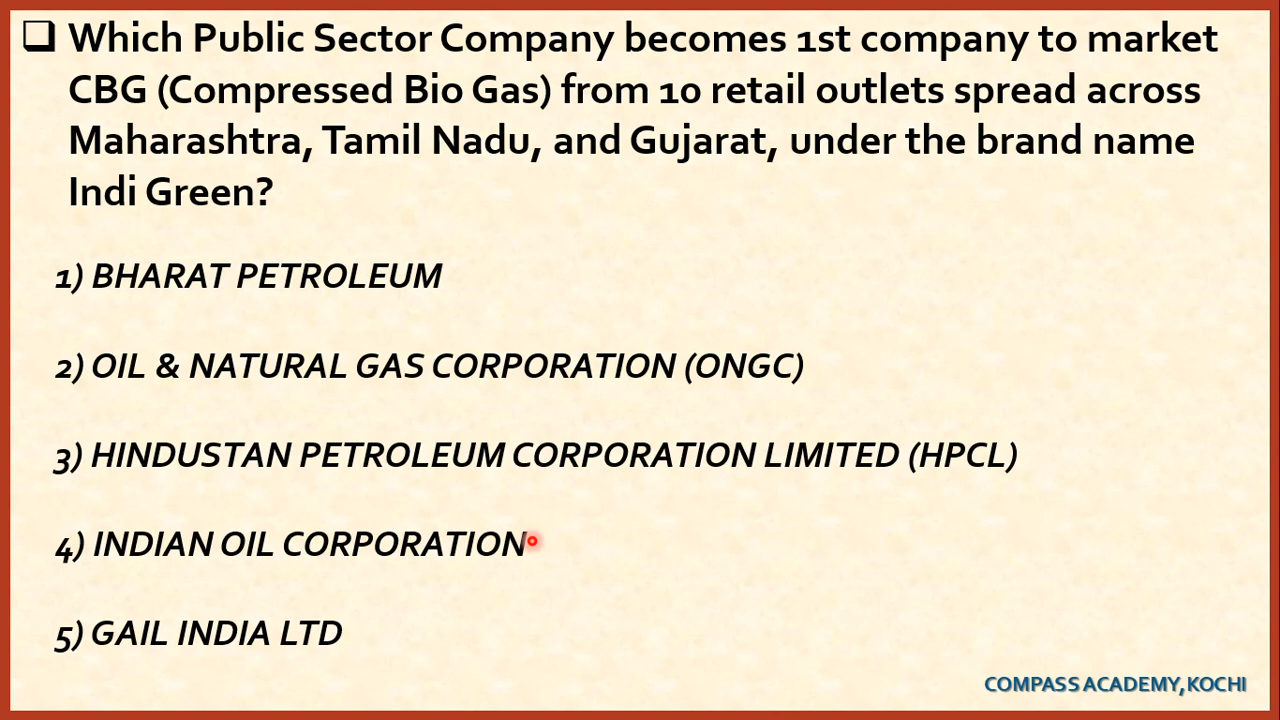 ❑ Which Public Sector Company becomes 1st company to market
CBG (Compressed Bio Gas) from 10 retail outlets spread across
Maharashtra, Tamil Nadu, and Gujarat, under the brand name
Indi Green?
1) BHARAT PETROLEUM
2) OIL & NATURAL GAS CORPORATION (ONGC)
3) HINDUSTAN PETROLEUM CORPORATION LIMITED (HPCL)
4) INDIAN OIL CORPORATION
5) GAIL INDIA LTD
COMPASS ACADEMY,KOCHI